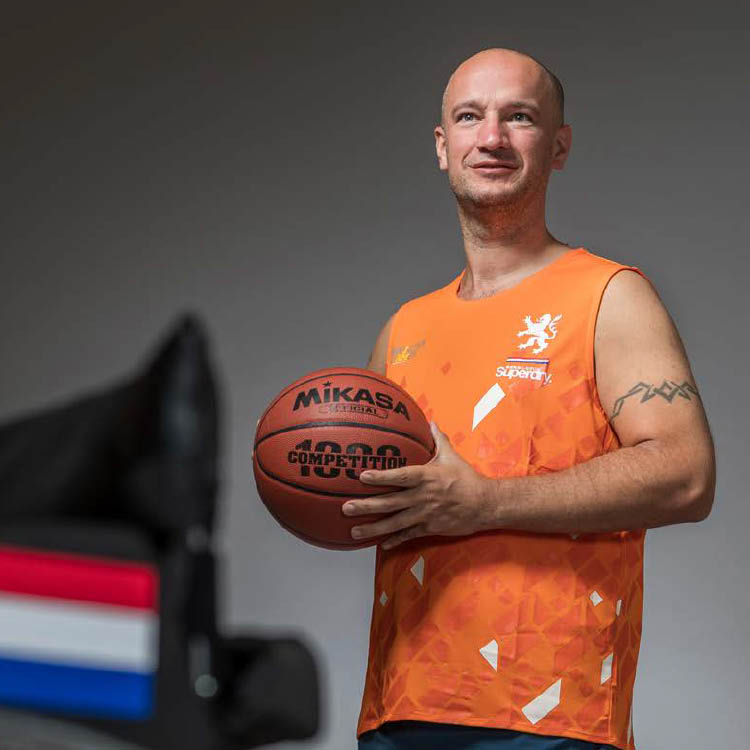 MiKASA
OFFICIAL
1000
COMPETITION
Superdry.